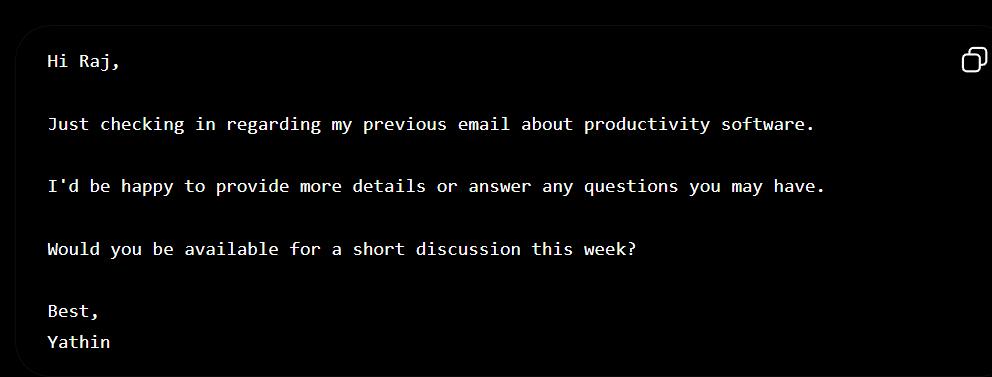 Hi Raj,
Just checking in regarding my previous email about productivity software.
I'd be happy to provide more details or answer any questions you may have.
Would you be available for a short discussion this week?
Best,
Yathin